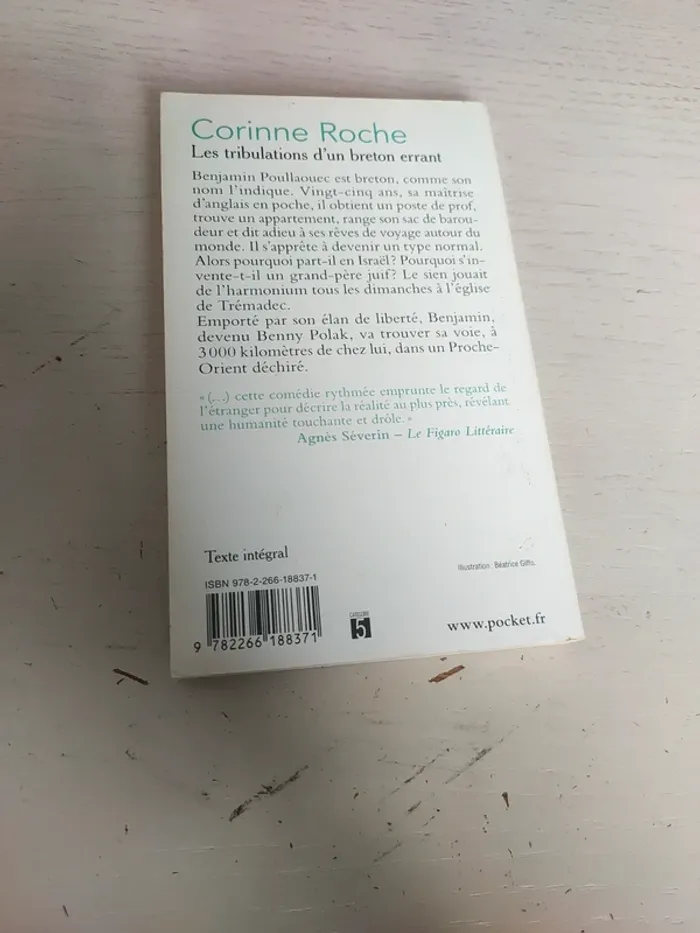 Corinne Roche
Les tribulations d'un breton errant
Benjamin Poullaouec est breton, comme son
nom l'indique. Vingt-cinq ans, sa maîtrise
d'anglais en poche, il obtient un poste de prof,
trouve un appartement, range son sac de barou-
deur et dit adieu à ses rêves de voyage autour du
monde. Il s'apprête à devenir un type normal.
Alors pourquoi part-il en Israël? Pourquoi s'in-
vente-t-il un grand-père juif? Le sien jouait
de l'harmonium tous les dimanches à l'église
de Trémadec.
Emporté par son élan de liberté, Benjamin,
devenu Benny Polak, va trouver sa voie, à
3 000 kilomètres de chez lui, dans un Proche-
Orient déchiré.
« (...) cette comédie rythmée emprunte le regard de
l'étranger pour décrire la réalité au plus près, révélant
une humanité touchante et drôle. »
Agnès Séverin – Le Figaro Littéraire
Texte intégral
Illustration Béatrice Giffo.
ISBN 978-2-266-18837-1
9 782266 188371
CATÉGORIE
5
www.pocket.fr